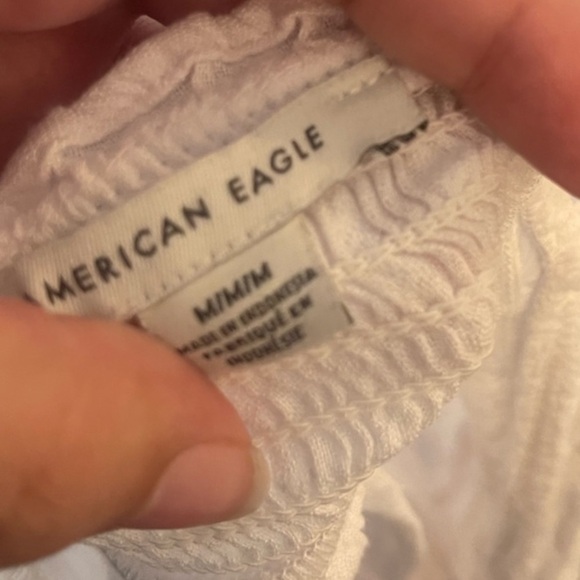 MERICAN EAGLE
M/M/M
MADE IN INDONESIA
FABRIQUÉ EN
INDONÉSIE